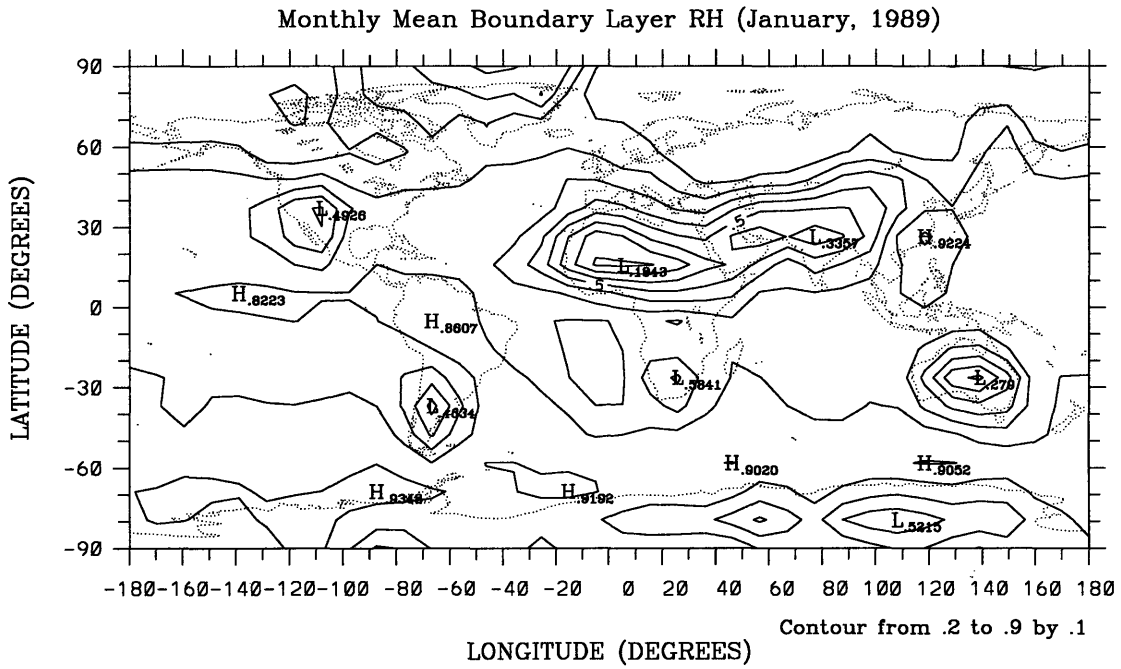 Monthly Mean Boundary Layer RH (January, 1989)
90
60
L.4926
30
.5
L.3357
H.9224
L.1943
.5
H.8223
0
H.8607
L.5841
L.279
-30
L.4634
-60
H.9020
H.9052
H.9192
L.5215
-90
-180 -160 -140 -120 -100 -80 -60 -40 -20 0 20 40 60 80 100 120 140 160 180
Contour from .2 to .9 by .1
LONGITUDE (DEGREES)
LATITUDE (DEGREES)